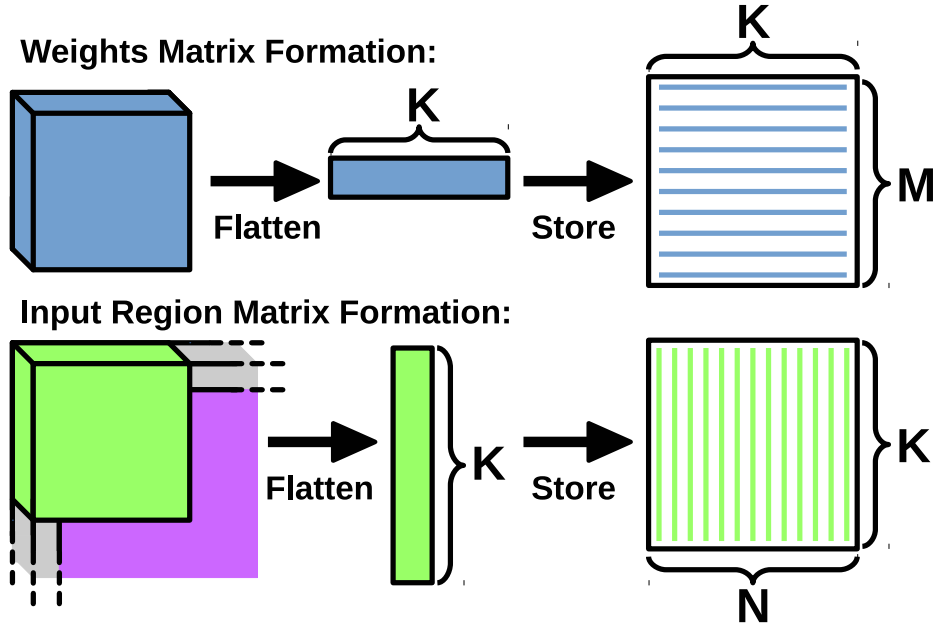 Weights Matrix Formation:
K
K
Flatten
Store
M
Input Region Matrix Formation:
Flatten
K
Store
K
N